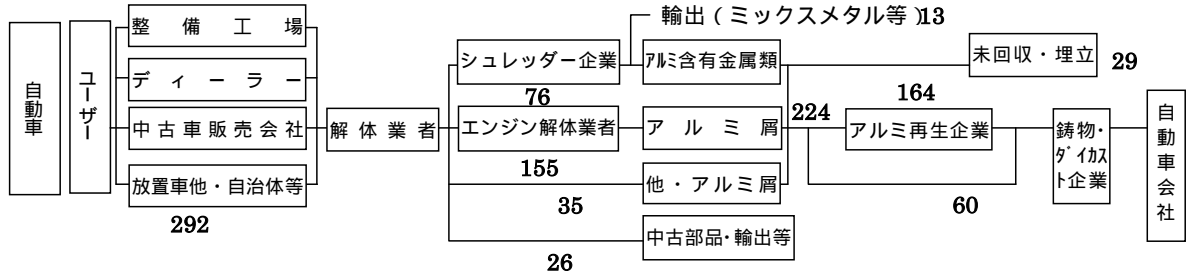 自動車
ユーザー
整備工場
ディーラー
中古車販売会社
放置車他・自治体等
292
解体業者
シュレッダー企業
76
エンジン解体業者
155
35
26
輸出(ミックスメタル等)13
アルミ含有金属類
アルミ屑
他・アルミ屑
中古部品・輸出等
224
未回収・埋立
29
164
アルミ再生企業
60
鋳物・
ダイカス
ト企業
自動車会社